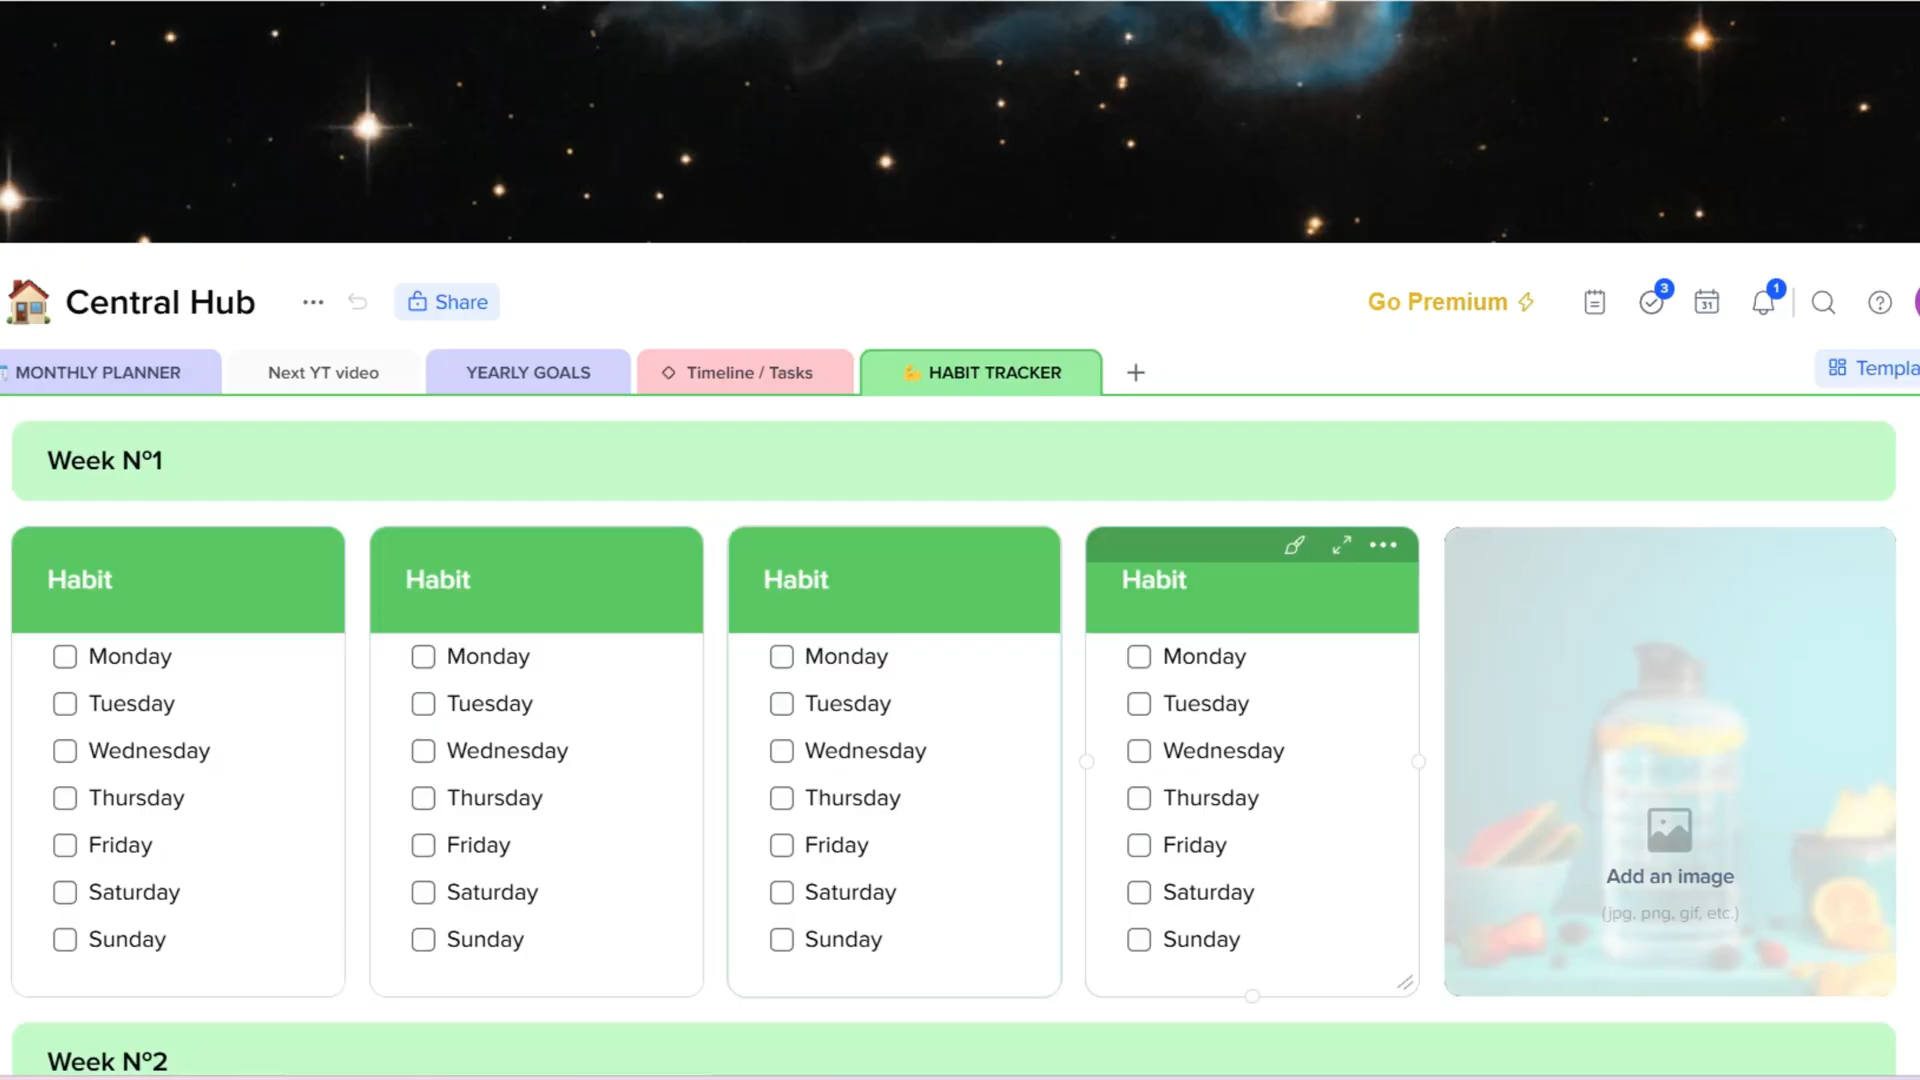 Central Hub
Share
Go Premium
3
31
1
MONTHLY PLANNER
Next YT video
YEARLY GOALS
Timeline / Tasks
HABIT TRACKER
Templa
Week Nº1
Habit
Monday
Tuesday
Wednesday
Thursday
Friday
Saturday
Sunday
Habit
Monday
Tuesday
Wednesday
Thursday
Friday
Saturday
Sunday
Habit
Monday
Tuesday
Wednesday
Thursday
Friday
Saturday
Sunday
Habit
Monday
Tuesday
Wednesday
Thursday
Friday
Saturday
Sunday
Add an image
(jpg, png, gif, etc.)
Week Nº2